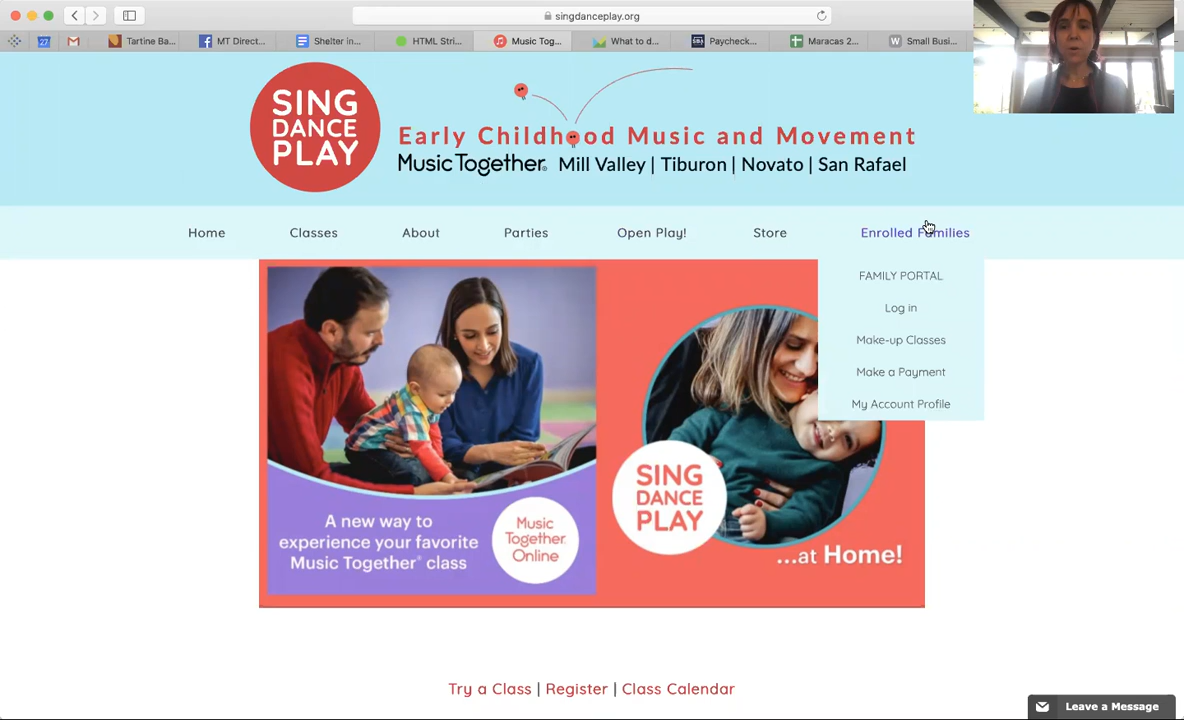 singdanceplay.org
27
Tartine Ba...
MT Direct...
Shelter in...
HTML Stri...
Music Tog...
What to d...
Paycheck...
Maracas 2...
W
Small Busi...
SING
DANCE
PLAY
Early Childhood Music and Movement
Music Together® Mill Valley | Tiburon | Novato | San Rafael
Home
Classes
About
Parties
Open Play!
Store
Enrolled Families
FAMILY PORTAL
Log in
Make-up Classes
Make a Payment
My Account Profile
A new way to
experience your favorite
Music Together® class
Music
Together
Online
SING
DANCE
PLAY
...at Home!
Try a Class | Register | Class Calendar
Leave a Message